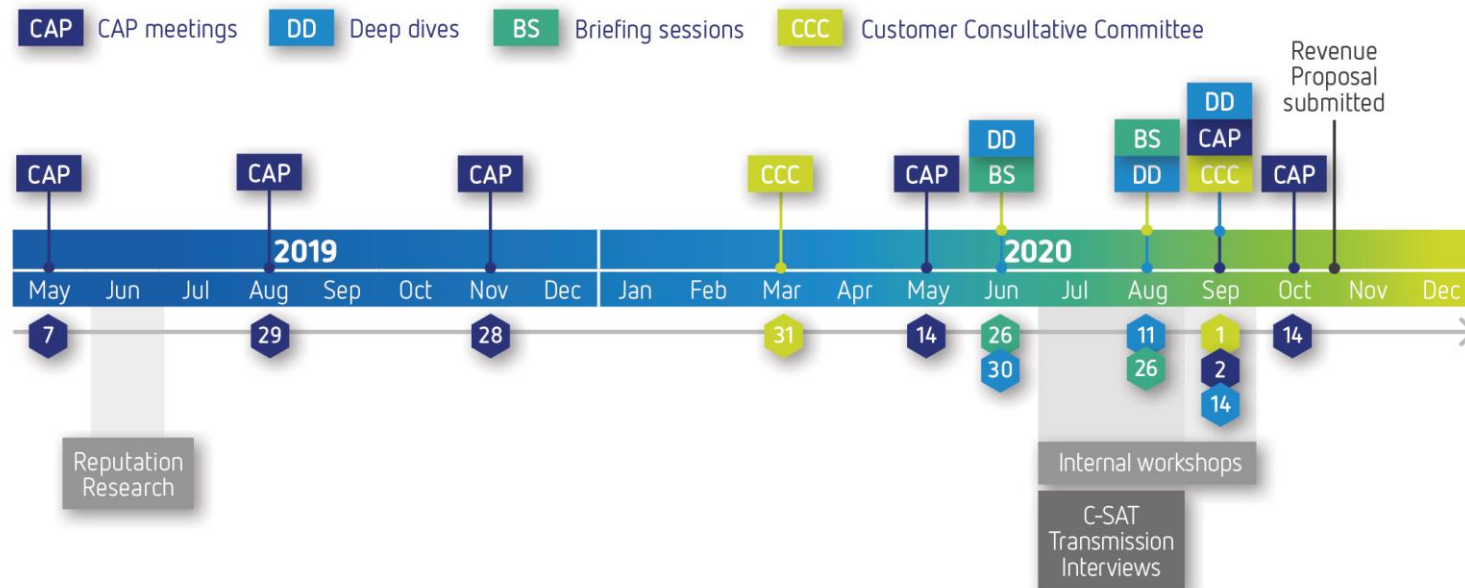 CAP CAP meetings DD Deep dives BS Briefing sessions CCC Customer Consultative Committee
Revenue
Proposal
submitted
DD
DD BS CAP
CAP CAP CAP CCC CAP BS DD CCC CAP
2019 2020
May Jun Jul Aug Sep Oct Nov Dec Jan Feb Mar Apr May Jun Jul Aug Sep Oct Nov Dec
7 29 28 31 14 26 11 1 14
30 26 2
14
Reputation
Research
Internal workshops
C-SAT
Transmission
Interviews